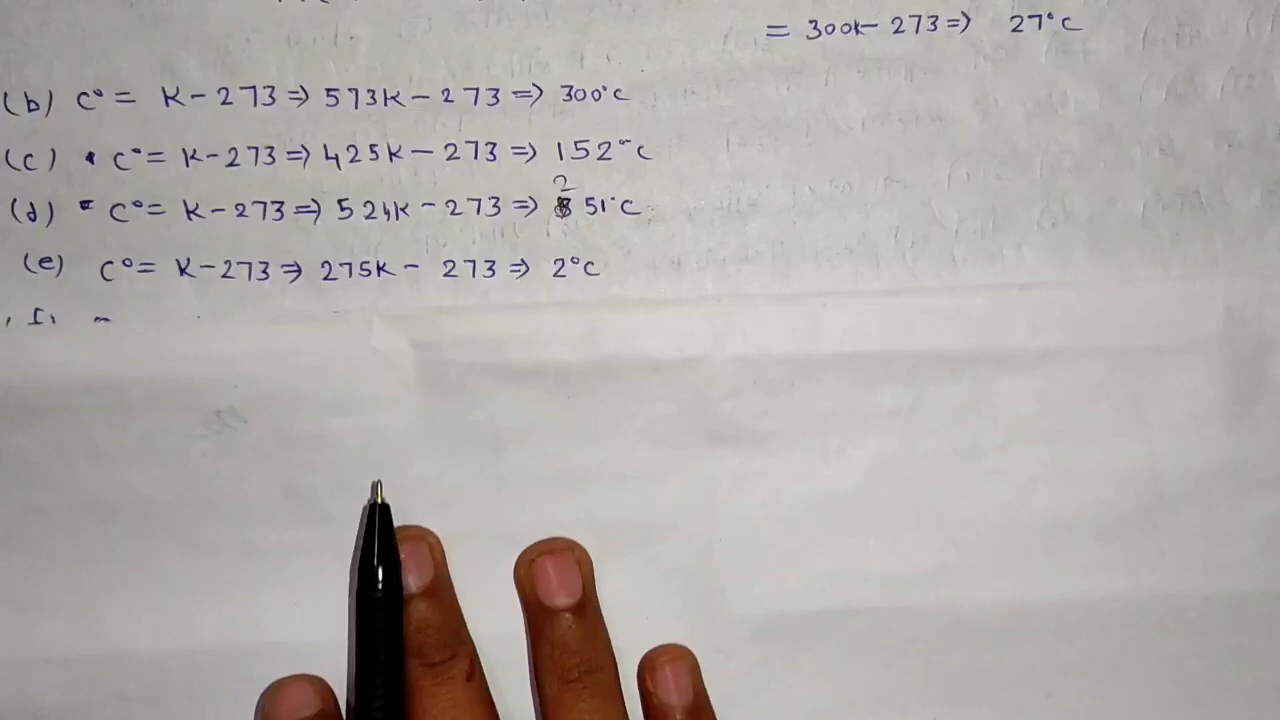 = 300k - 273 => 27°C
(b) C° = K - 273 => 573K - 273 => 300°C
(c) C° = K - 273 => 425K - 273 => 152°C
(d) C° = K - 273 => 524K - 273 => 251°C
(e) C° = K - 273 => 275K - 273 => 2°C